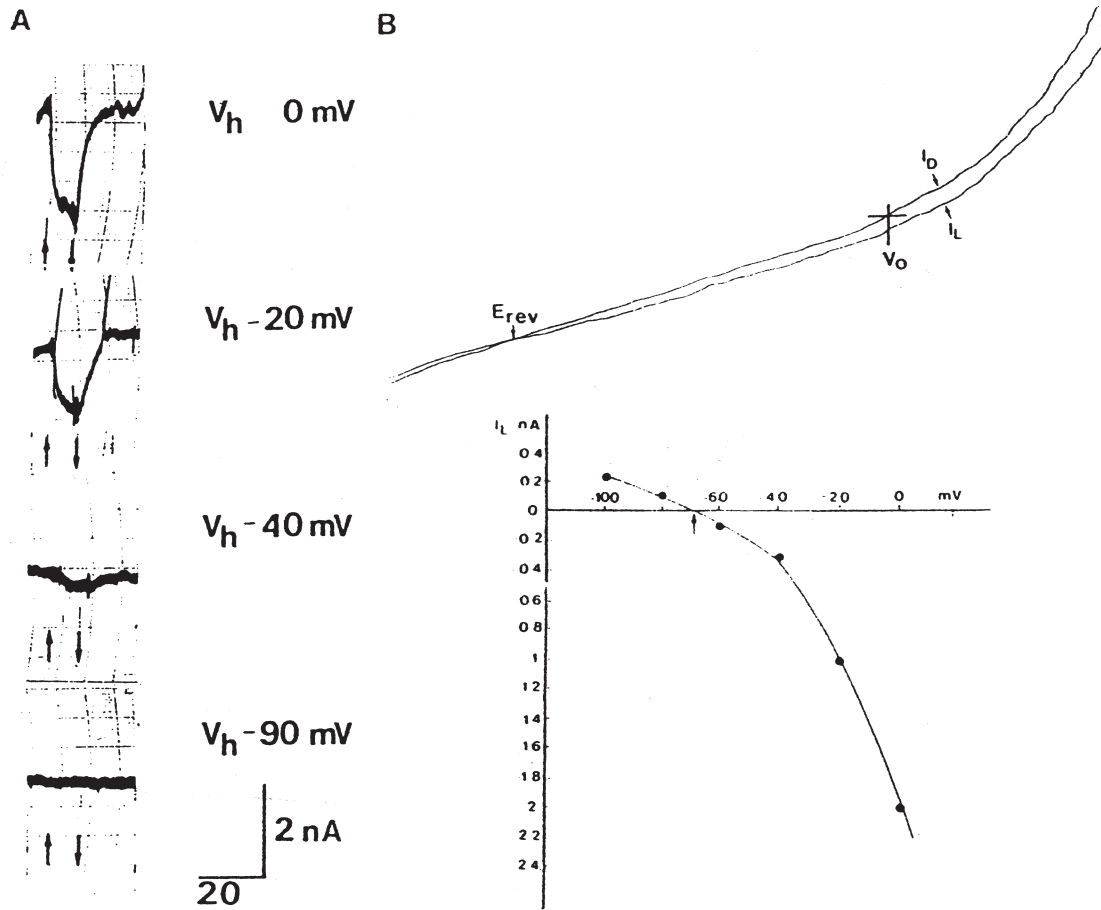 A
B
Vh 0 mV
Vh -20 mV
Vh -40 mV
Vh -90 mV
2 nA
20
ID
IL
VO
Erev
IL nA
0 4
0.2
0
0.2
0 4
0 6
0 8
1
1 2
1 4
1 6
1 8
2
2 2
2 4
-100 -60 -40 -20 0 mV